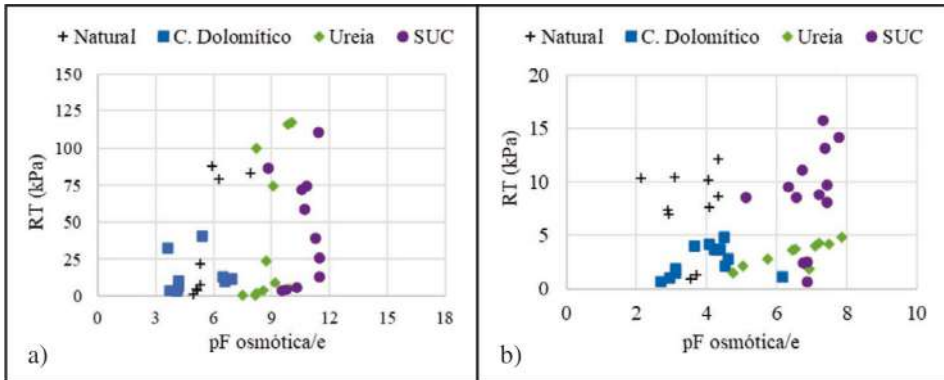 Natural C. Dolomítico Ureia SUC
150
125
100
75
50
25
0
RT (kPa)
0 3 6 9 12 15 18
pF osmótica/e
a)
Natural C. Dolomítico Ureia SUC
20
15
10
5
0
RT (kPa)
0 2 4 6 8 10
pF osmótica/e
b)